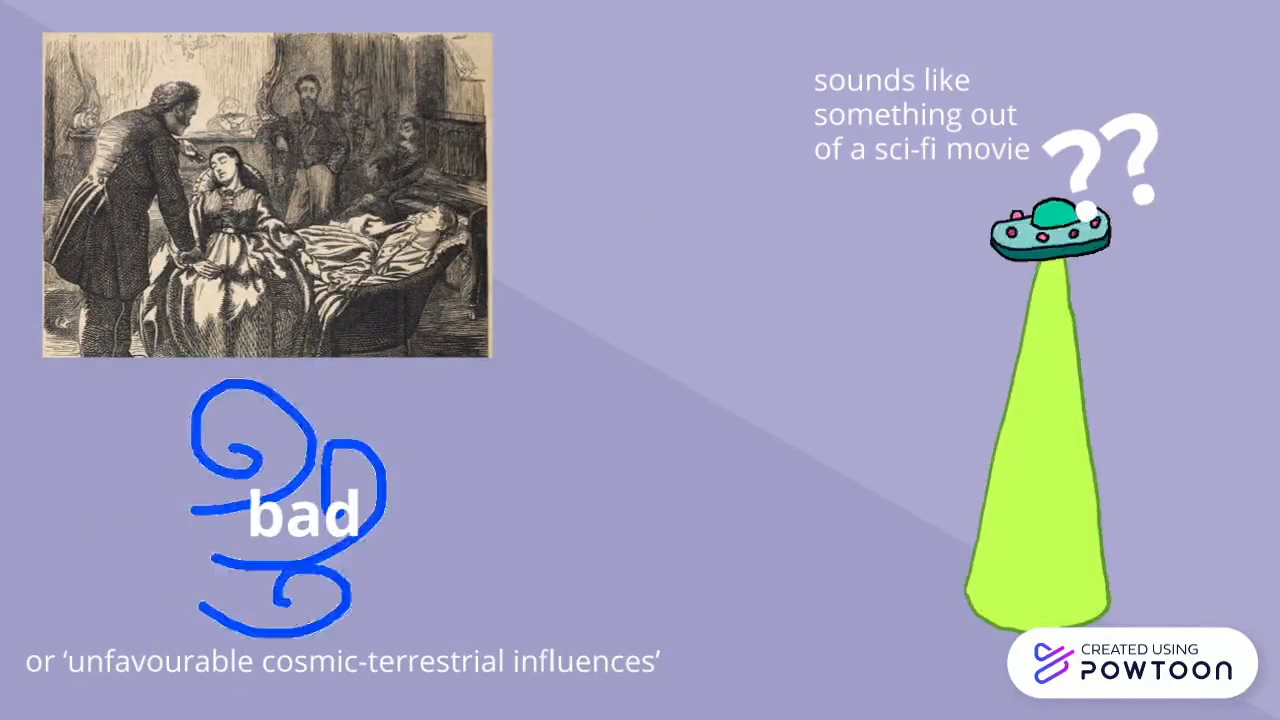 sounds like
something out
of a sci-fi movie
??
bad
or ‘unfavourable cosmic-terrestrial influences’
CREATED USING
POWTOON